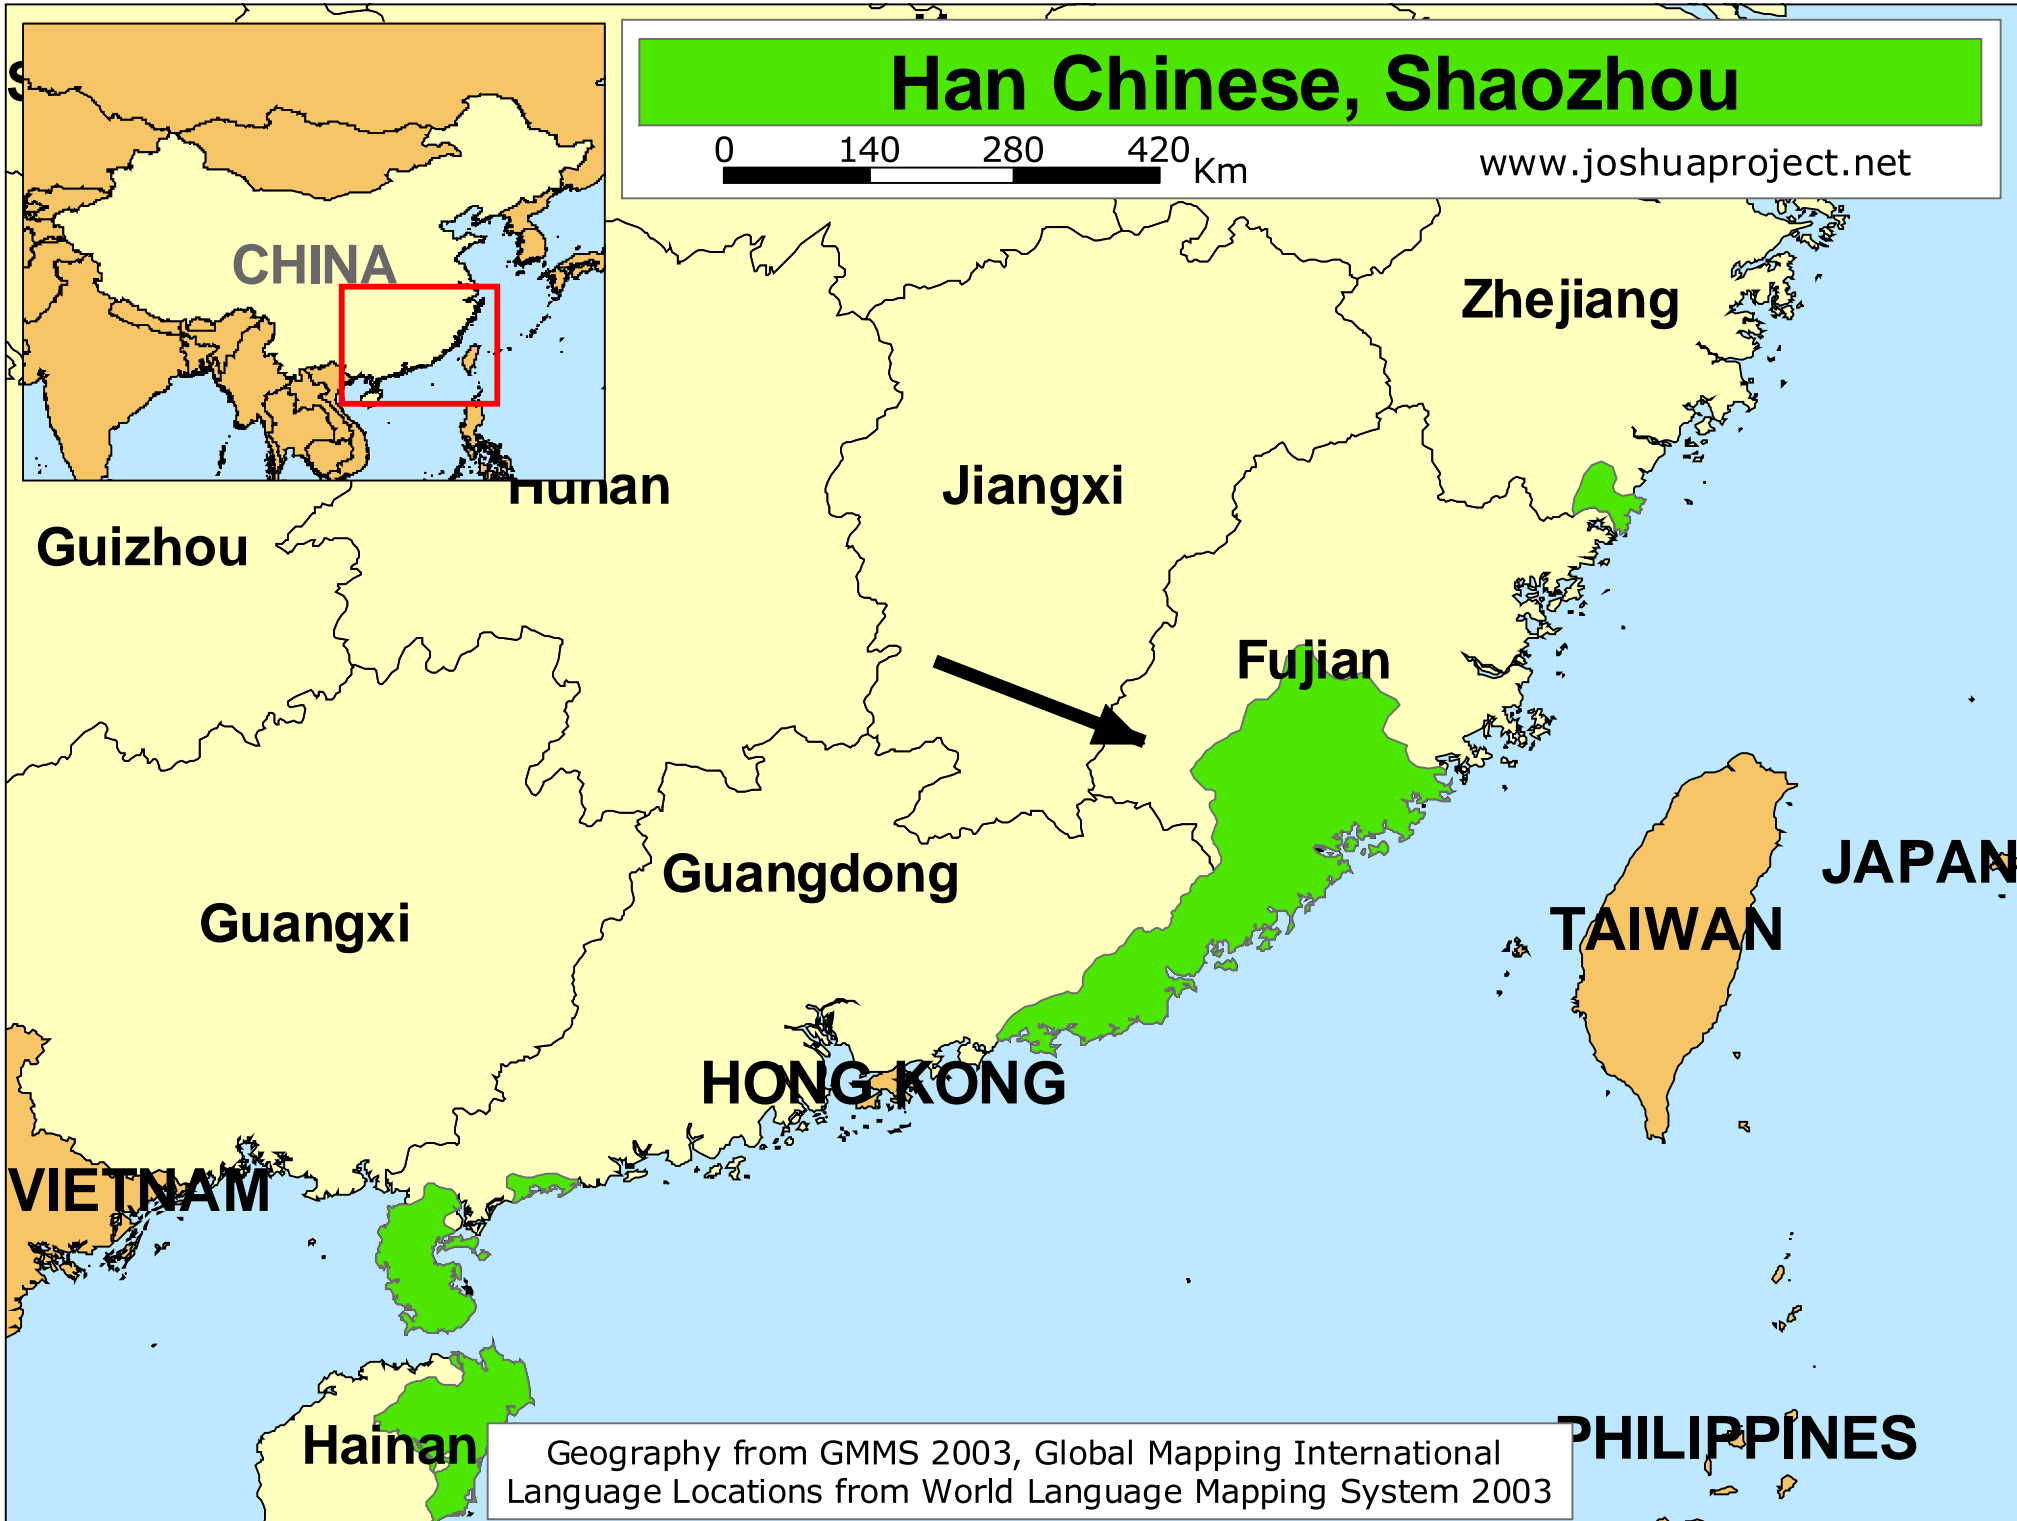 Han Chinese, Shaozhou
0 140 280 420 Km
www.joshuaproject.net
CHINA
Zhejiang
Hunan
Jiangxi
Guizhou
Fujian
Guangdong
JAPAN
Guangxi
TAIWAN
HONG KONG
VIETNAM
Hainan
PHILIPPINES
Geography from GMMS 2003, Global Mapping International
Language Locations from World Language Mapping System 2003